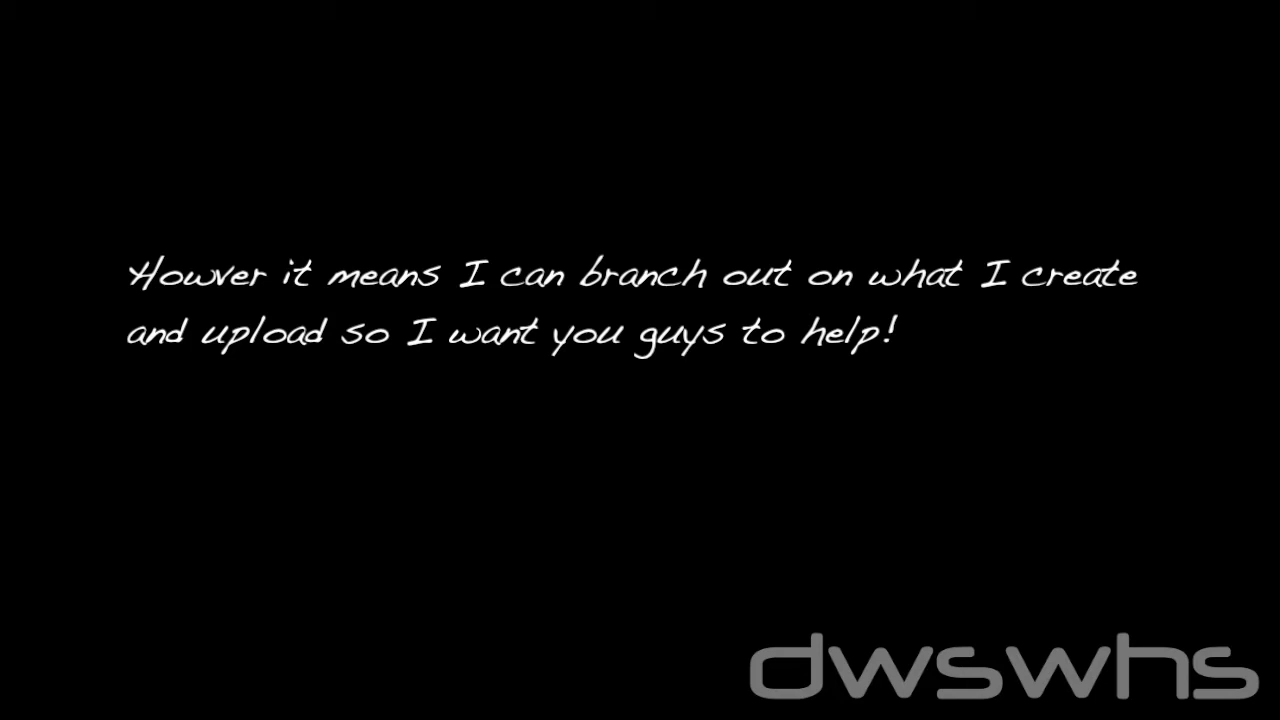 Howver it means I can branch out on what I create
and upload so I want you guys to help!
dwswhs